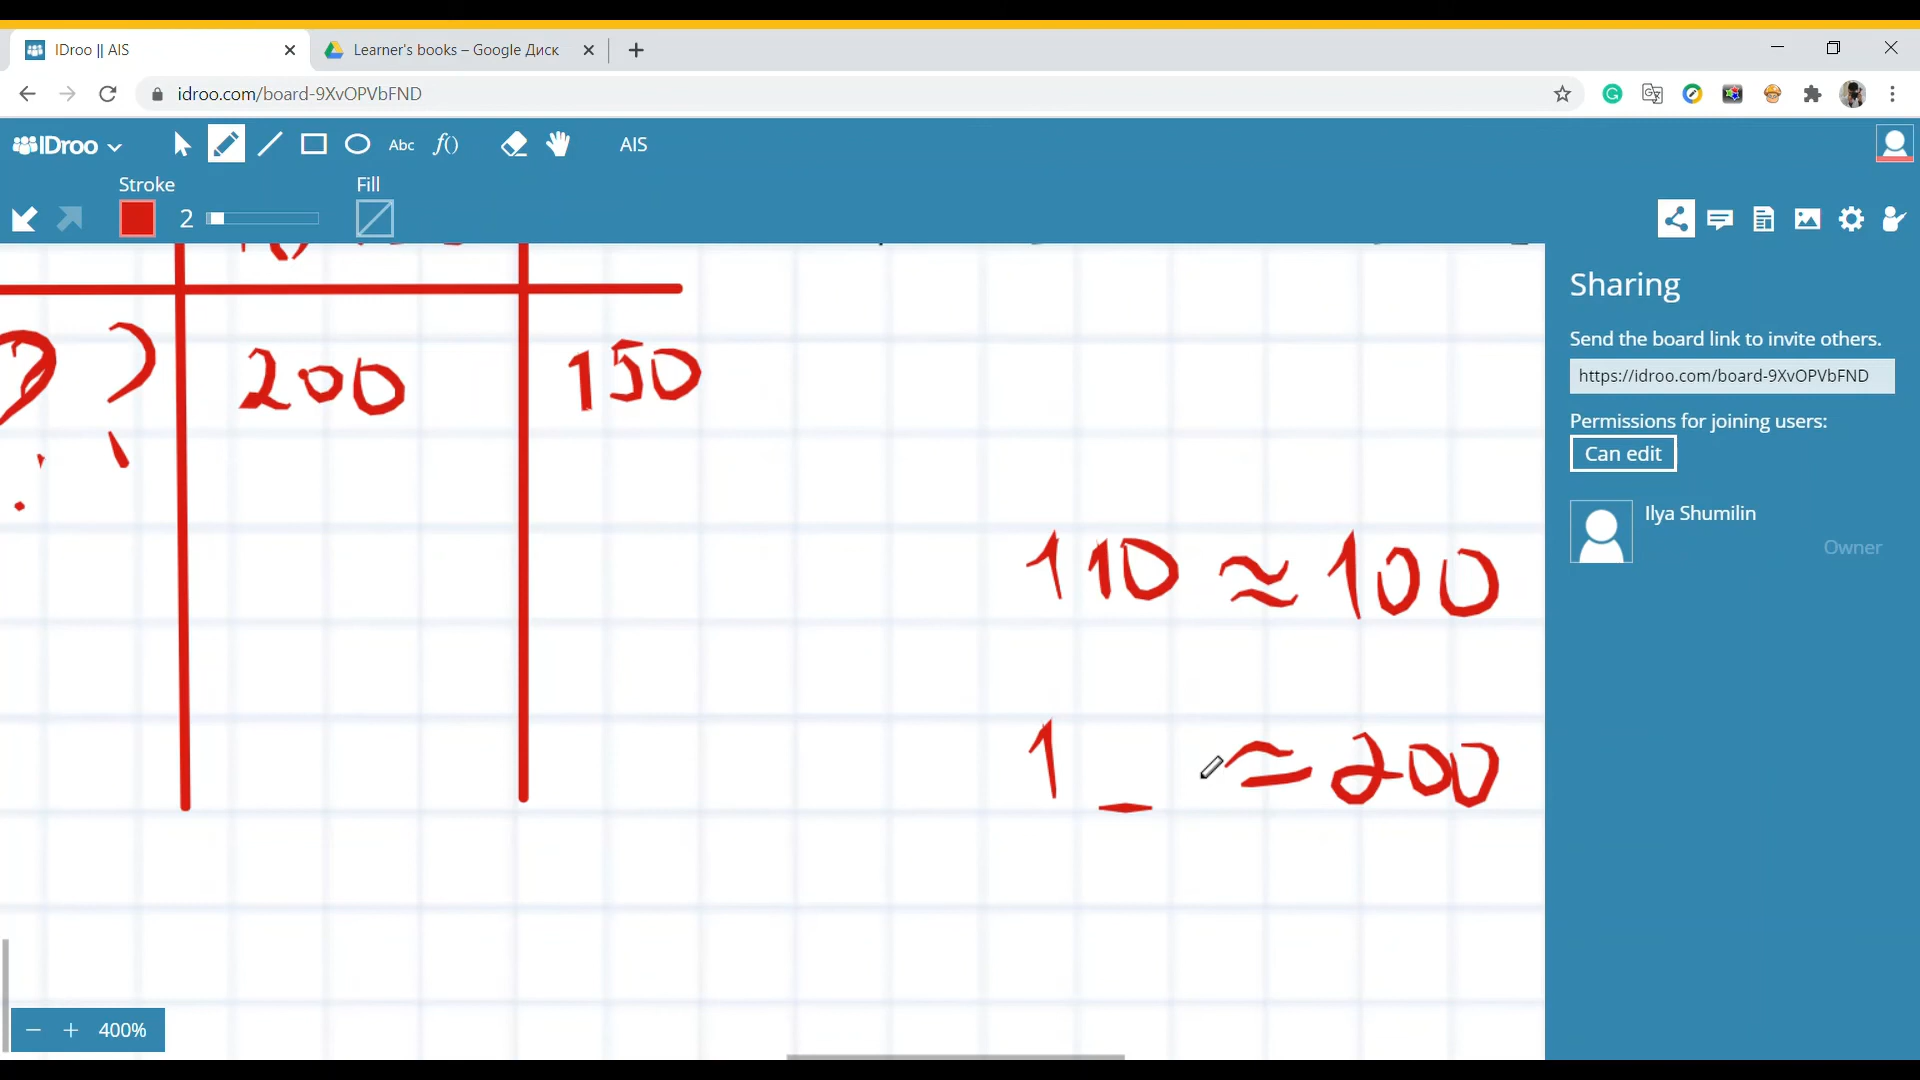 IDroo || AIS
Learner's books – Google Диск
idroo.com/board-9XvOPVbFND
IDroo
Abc
f()
AIS
Stroke
2
Fill
Sharing
Send the board link to invite others.
https://idroo.com/board-9XvOPVbFND
Permissions for joining users:
Can edit
Ilya Shumilin
Owner
? ? 200 150
110 ≈ 100
1 _ ≈ 200
400%